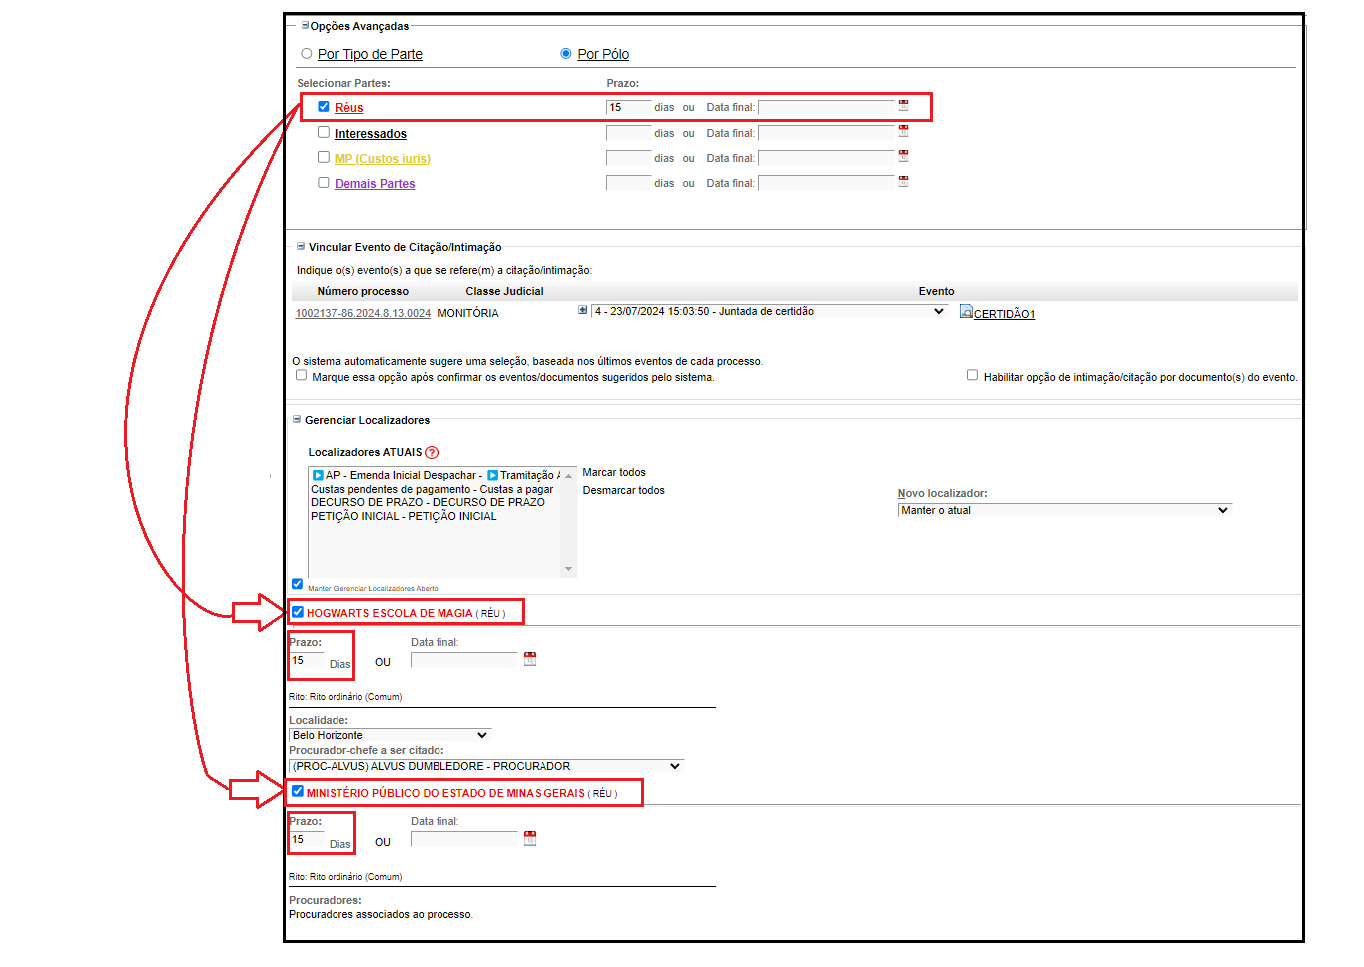 Opções Avançadas
Por Tipo de Parte Por Pólo
Selecionar Partes: Prazo:
Réus 15 dias ou Data final:
Interessados dias ou Data final:
MP (Custos iuris) dias ou Data final:
Demais Partes dias ou Data final:
Vincular Evento de Citação/Intimação
Indique o(s) evento(s) a que se refere(m) a citação/intimação:
Número processo Classe Judicial Evento
1002137-86.2024.8.13.0024 MONITÓRIA 4 - 23/07/2024 15:03:50 - Juntada de certidão CERTIDÃO1
O sistema automaticamente sugere uma seleção, baseada nos últimos eventos de cada processo.
Marque essa opção após confirmar os eventos/documentos sugeridos pelo sistema. Habilitar opção de intimação/citação por documento(s) do evento.
Gerenciar Localizadores
Localizadores ATUAIS ?
AP - Emenda Inicial Despachar - Tramitação A Marcar todos
Custas pendentes de pagamento - Custas a pagar Desmarcar todos
DECURSO DE PRAZO - DECURSO DE PRAZO
PETIÇÃO INICIAL - PETIÇÃO INICIAL
Novo localizador:
Manter o atual
Manter Gerenciar Localizadores Aberto
HOGWARTS ESCOLA DE MAGIA ( RÉU )
Prazo: Data final:
15 Dias OU
Rito: Rito ordinário (Comum)
Localidade:
Belo Horizonte
Procurador-chefe a ser citado:
(PROC-ALVUS) ALVUS DUMBLEDORE - PROCURADOR
MINISTÉRIO PÚBLICO DO ESTADO DE MINAS GERAIS ( RÉU )
Prazo: Data final:
15 Dias OU
Rito: Rito ordinário (Comum)
Procuradores:
Procuradores associados ao processo.